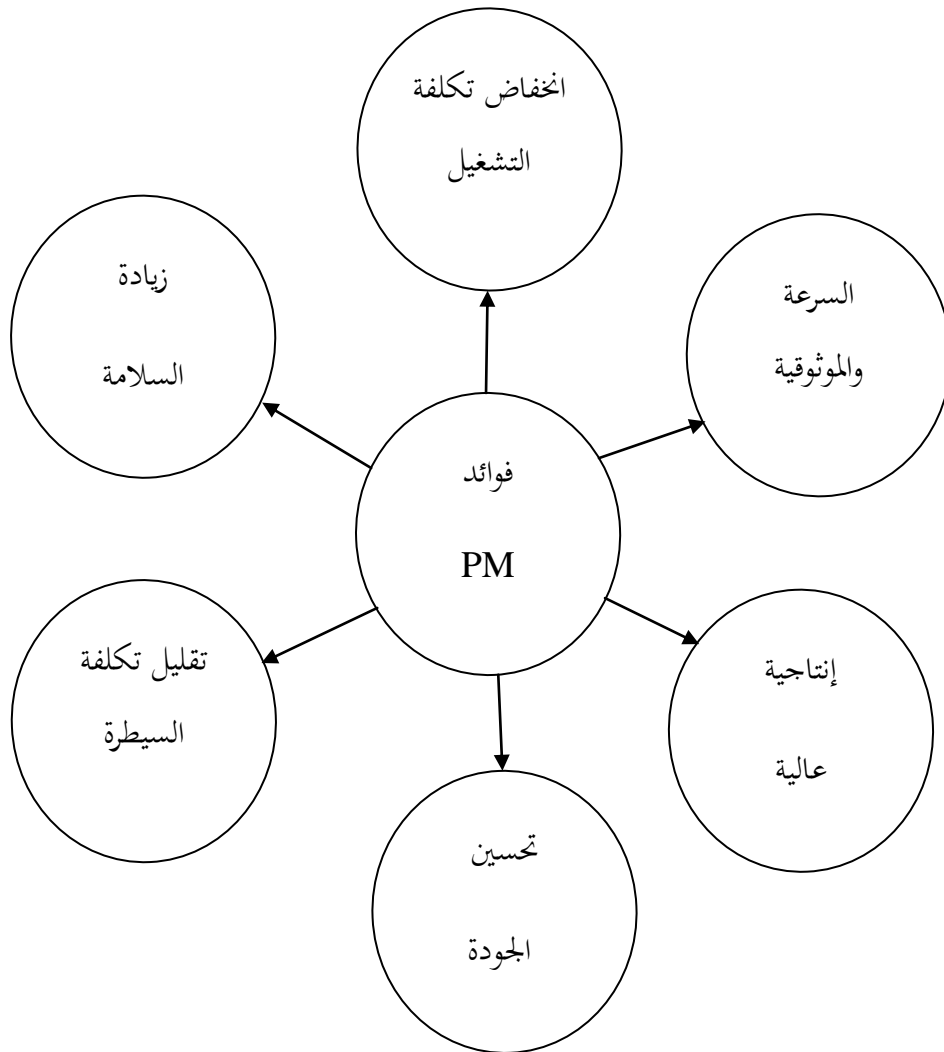 انخفاض تكلفة
التشغيل
السرعة
والموثوقية
زيادة
السلامة
فوائد
PM
إنتاجية
عالية
تقليل تكلفة
السيطرة
تحسين
الجودة